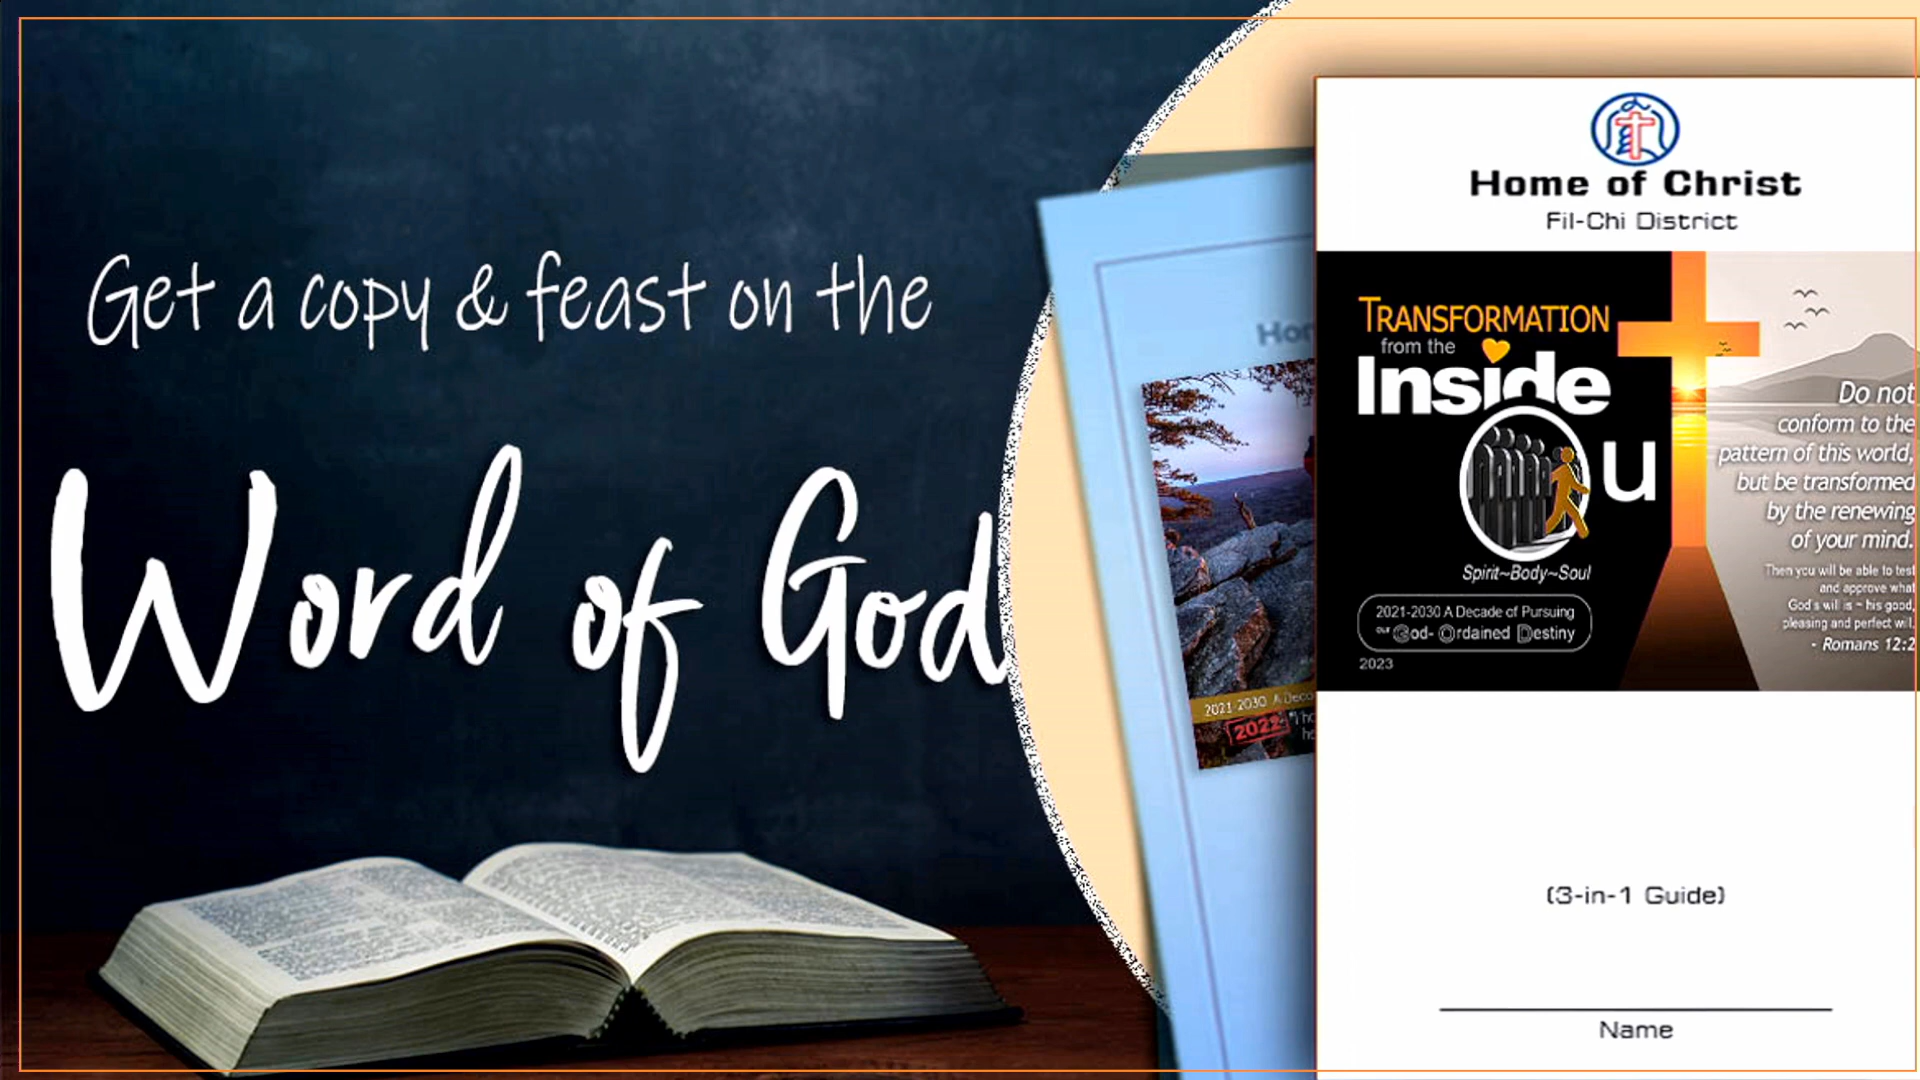 Get a copy & feast on the
Word of God
Home of Christ
Fil-Chi District
TRANSFORMATION
from the
Inside
Ou
Spirit~Body~Soul
2021-2030 A Decade of Pursuing
our God-Ordained Destiny
2023
Do not
conform to the
pattern of this world,
but be transformed
by the renewing
of your mind.
Then you will be able to test
and approve what
God's will is ~ his good,
pleasing and perfect will.
- Romans 12:2
(3-in-1 Guide)
Name
Hom
2021-2030 A Deca
2022-